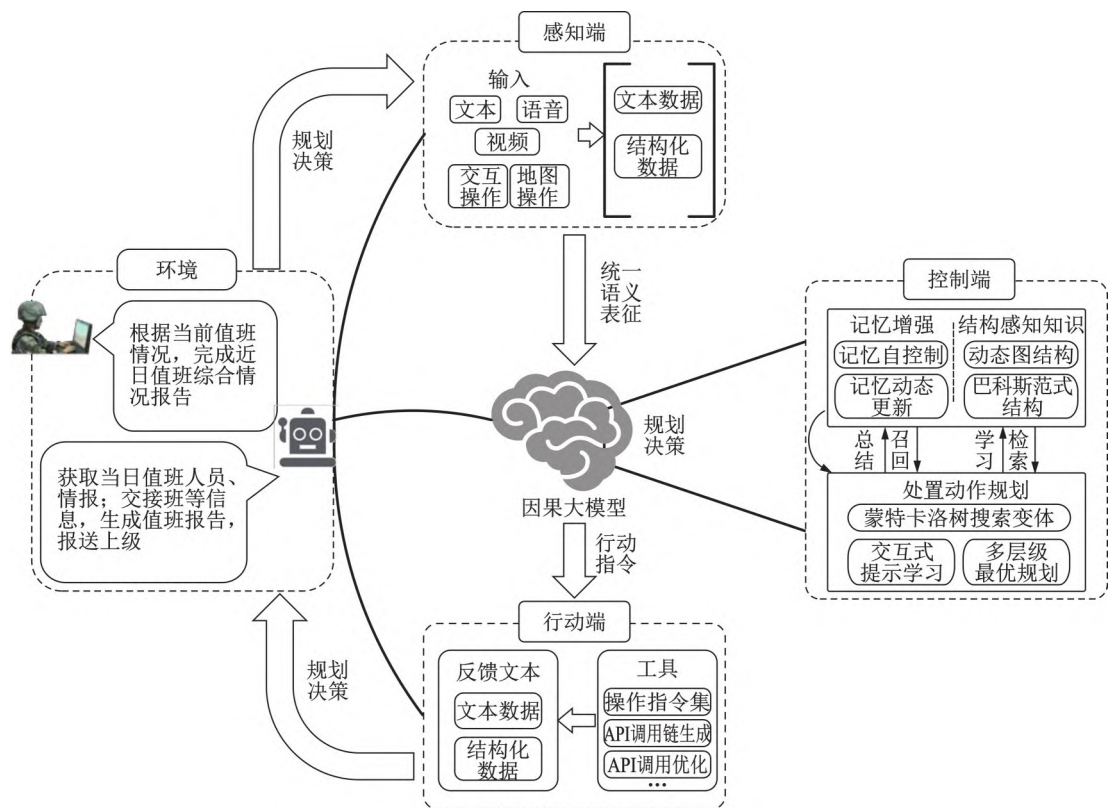 感知端
输入
文本
语音
视频
交互
操作
地图
操作
文本数据
结构化
数据
规划
决策
环境
根据当前值班
情况，完成近
日值班综合情
况报告
获取当日值班人员、
情报；交接班等信
息，生成值班报告，
报送上级
统一
语义
表征
因果大模型
规划
决策
控制端
记忆增强
记忆自控制
记忆动态
更新
结构感知知识
动态图结构
巴科斯范式
结构
总结
召回
学习
检索
处置动作规划
蒙特卡洛树搜索变体
交互式
提示学习
多层级
最优规划
行动
指令
行动端
反馈文本
文本数据
结构化
数据
工具
操作指令集
API调用链生成
API调用优化
•••
规划
决策